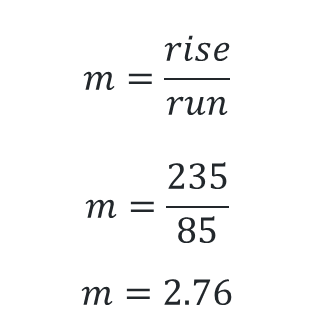 m = rise/run
m = 235/85
m = 2.76